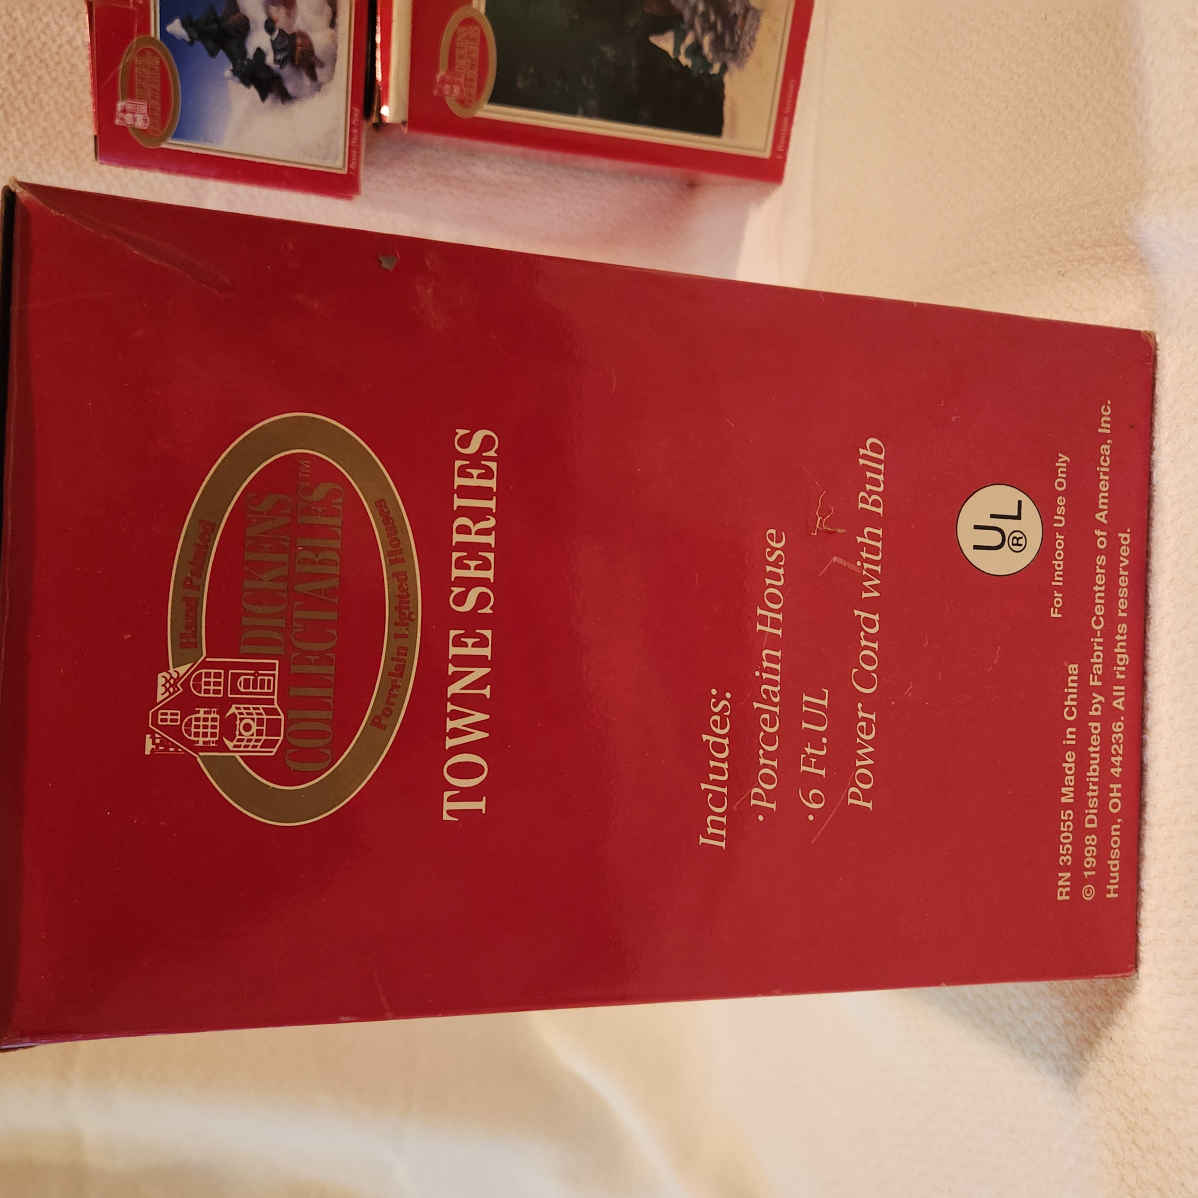 Hand Painted
DICKENS
COLLECTABLES™
Porcelain Lighted Houses
TOWNE SERIES
Includes:
·Porcelain House
·6 Ft.UL
Power Cord with Bulb
UL®
For Indoor Use Only
RN 35055 Made in China
© 1998 Distributed by Fabri-Centers of America, Inc.
Hudson, OH 44236. All rights reserved.